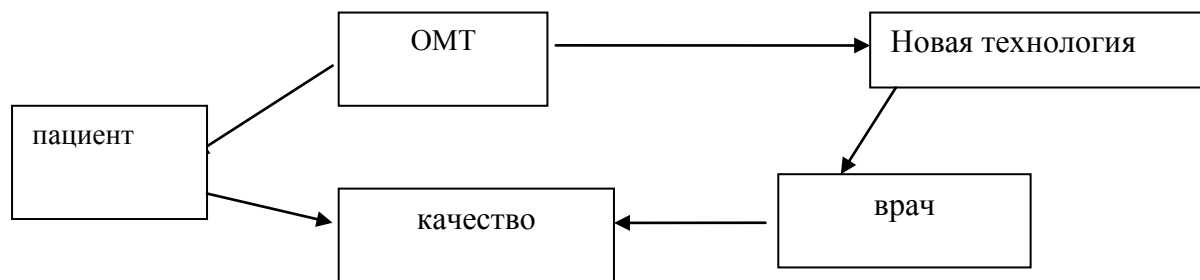 ОМТ
Новая технология
пациент
качество
врач